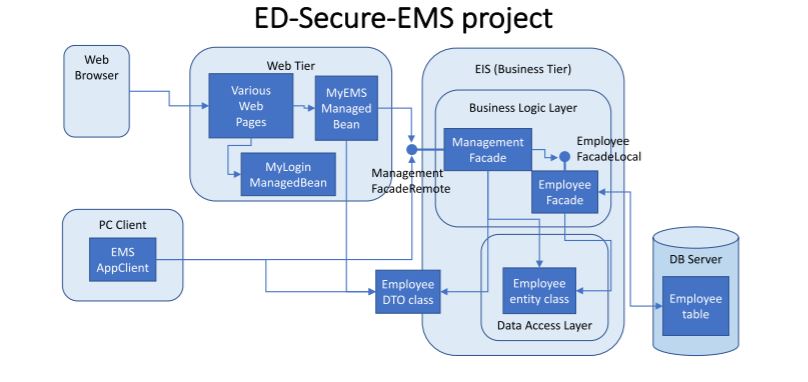 ED-Secure-EMS project
Web
Browser
Web Tier
Various
Web
Pages
MyEMS
Managed
Bean
MyLogin
ManagedBean
EIS (Business Tier)
Business Logic Layer
Management
Facade
Employee
FacadeLocal
Management
FacadeRemote
Employee
Facade
PC Client
EMS
AppClient
Employee
DTO class
Employee
entity class
Data Access Layer
DB Server
Employee
table